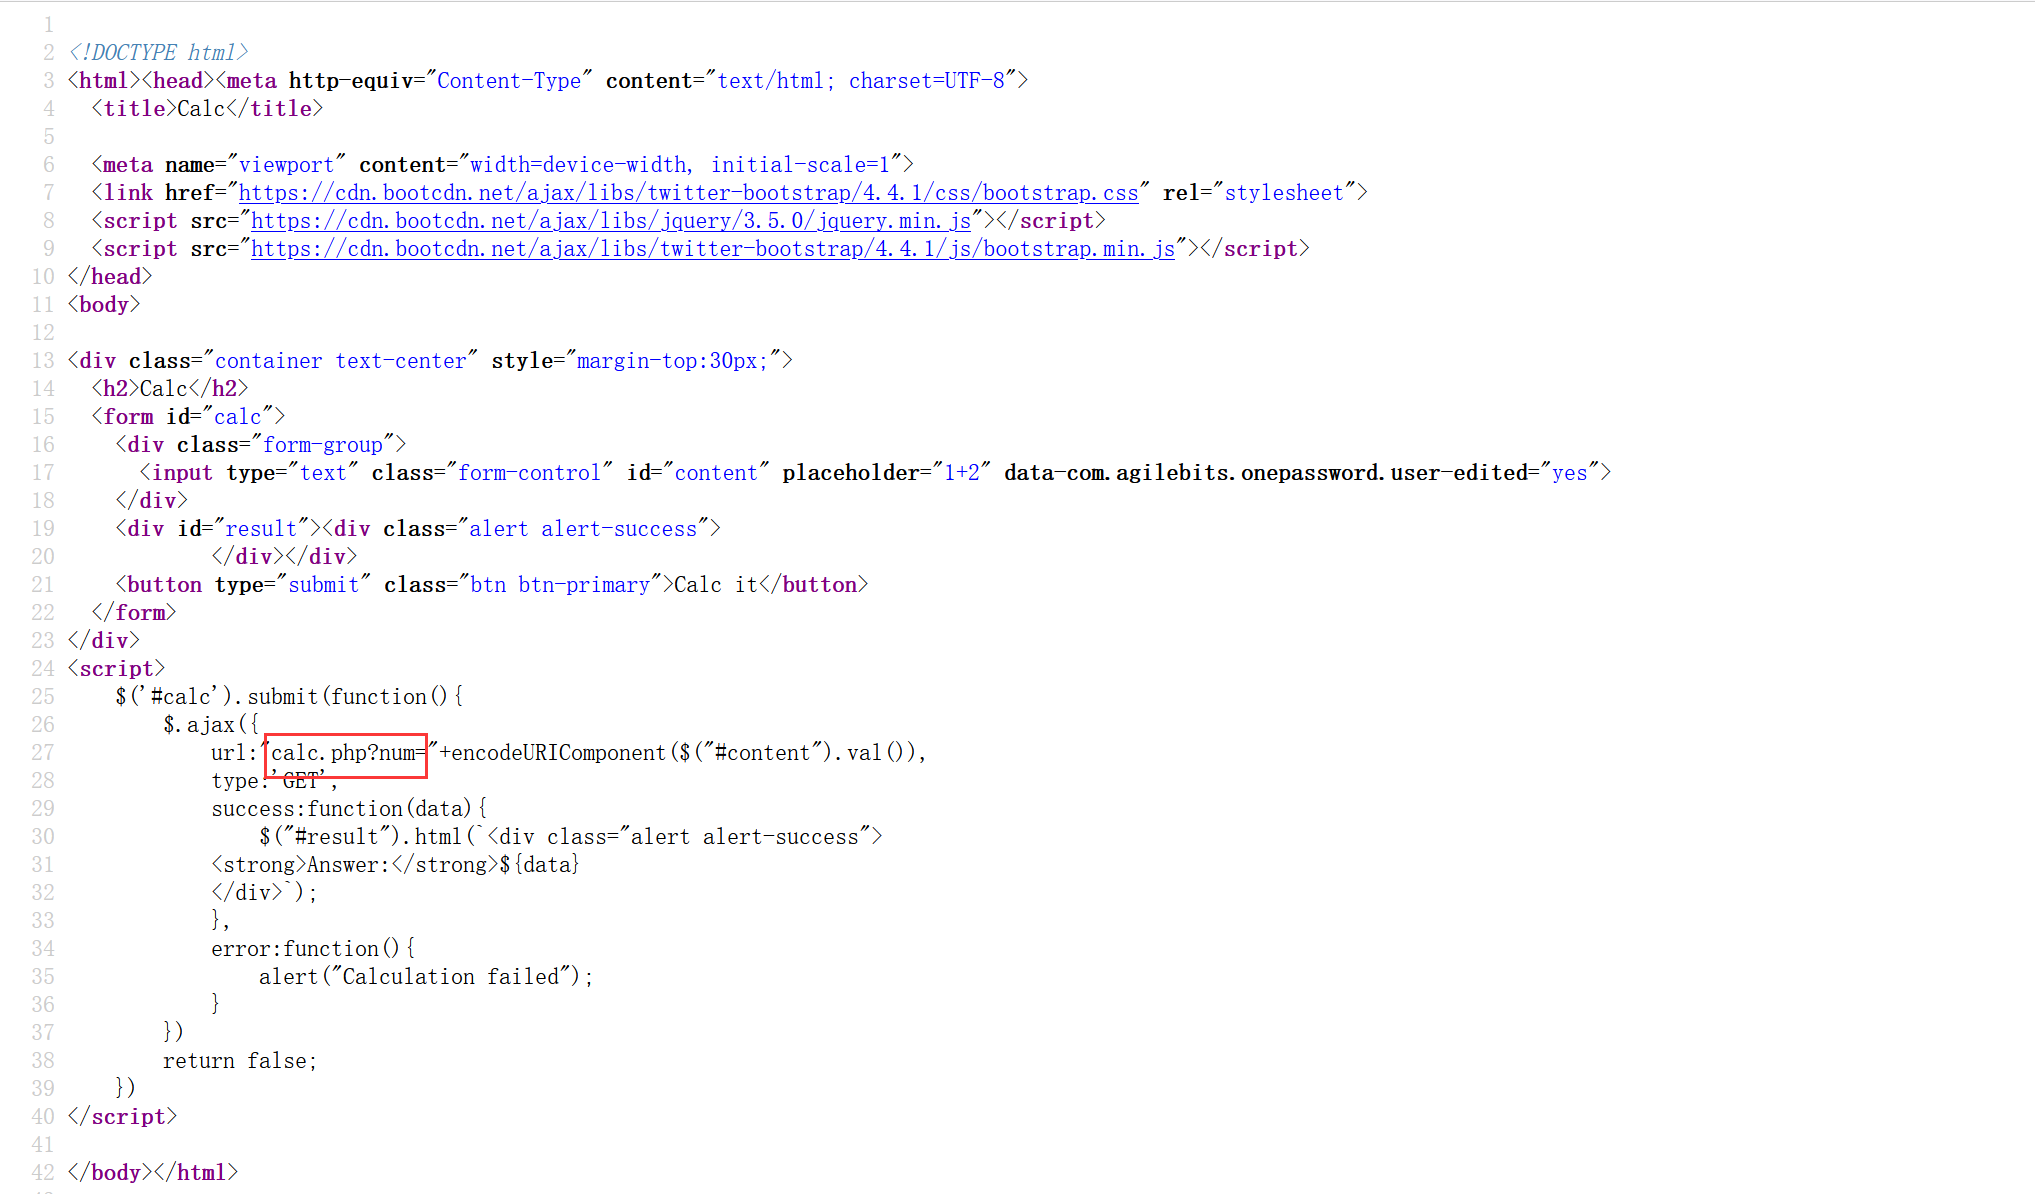 1
2 <!DOCTYPE html>
3 <html><head><meta http-equiv="Content-Type" content="text/html; charset=UTF-8">
4   <title>Calc</title>
5
6   <meta name="viewport" content="width=device-width, initial-scale=1">
7   <link href="https://cdn.bootcdn.net/ajax/libs/twitter-bootstrap/4.4.1/css/bootstrap.css" rel="stylesheet">
8   <script src="https://cdn.bootcdn.net/ajax/libs/jquery/3.5.0/jquery.min.js"></script>
9   <script src="https://cdn.bootcdn.net/ajax/libs/twitter-bootstrap/4.4.1/js/bootstrap.min.js"></script>
10 </head>
11 <body>
12
13 <div class="container text-center" style="margin-top:30px;">
14   <h2>Calc</h2>
15   <form id="calc">
16     <div class="form-group">
17       <input type="text" class="form-control" id="content" placeholder="1+2" data-com.agilebits.onepassword.user-edited="yes">
18     </div>
19     <div id="result"><div class="alert alert-success">
20             </div></div>
21     <button type="submit" class="btn btn-primary">Calc it</button>
22   </form>
23 </div>
24 <script>
25     $('#calc').submit(function(){
26         $.ajax({
27             url:"calc.php?num="+encodeURIComponent($("#content").val()),
28             type:'GET',
29             success:function(data){
30                 $("#result").html(`<div class="alert alert-success">
31             <strong>Answer:</strong>${data}
32             </div>`);
33             },
34             error:function(){
35                 alert("Calculation failed");
36             }
37         })
38         return false;
39     })
40 </script>
41
42 </body></html>